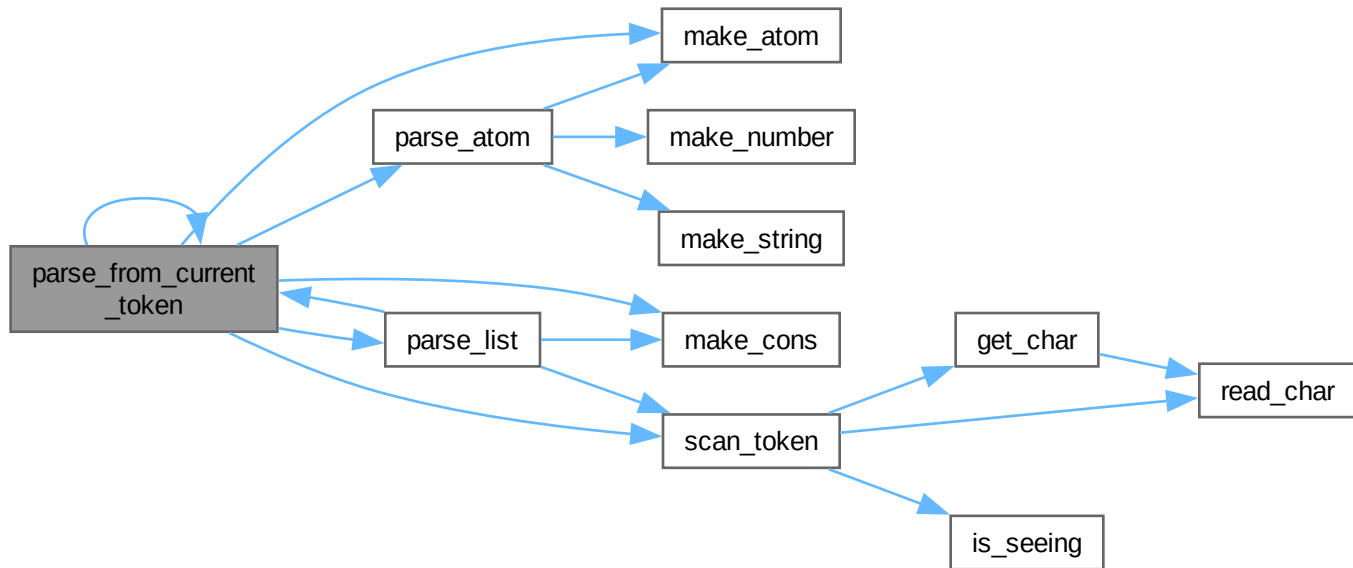 make_atom
parse_atom
make_number
make_string
parse_from_current
_token
parse_list
make_cons
get_char
read_char
scan_token
is_seeing